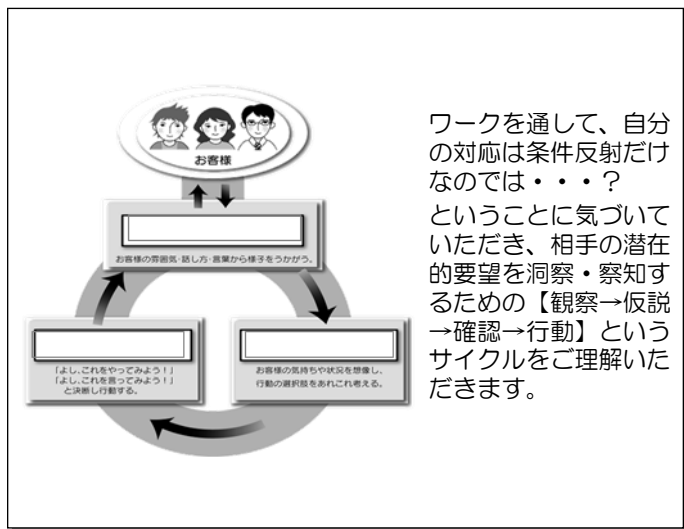 お客様
お客様の雰囲気・話し方・言葉から様子をうかがう。
「よし、これをやってみよう！」
「よし、これを言ってみよう！」
と決断し行動する。
お客様の気持ちや状況を想像し、
行動の選択肢をあれこれ考える。
ワークを通して、自分
の対応は条件反射だけ
なのでは・・・？
ということに気づいて
いただき、相手の潜在
的要望を洞察・察知す
るための【観察→仮説
→確認→行動】という
サイクルをご理解いた
だきます。